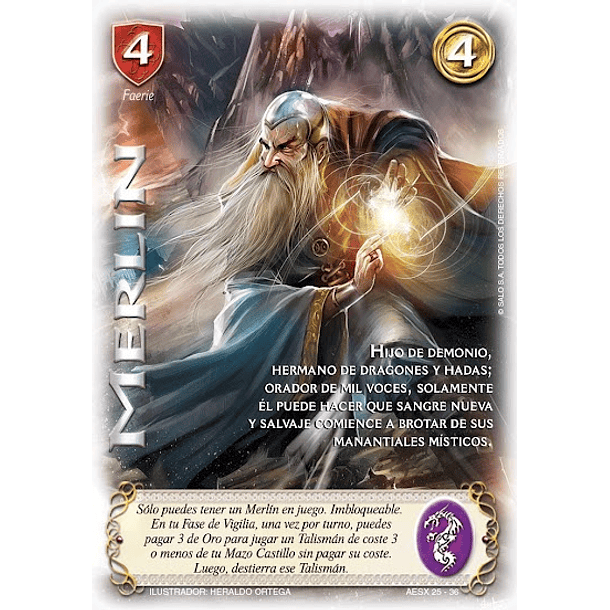 4
4
Faerie
MERLIN
© SALO S.A. TODOS LOS DERECHOS RESERVADOS
HIJO DE DEMONIO,
HERMANO DE DRAGONES Y HADAS;
ORADOR DE MIL VOCES, SOLAMENTE
ÉL PUEDE HACER QUE SANGRE NUEVA
Y SALVAJE COMIENCE A BROTAR DE SUS
MANANTIALES MÍSTICOS.
Sólo puedes tener un Merlín en juego. Imbloqueable.
En tu Fase de Vigilia, una vez por turno, puedes
pagar 3 de Oro para jugar un Talismán de coste 3
o menos de tu Mazo Castillo sin pagar su coste.
Luego, destierra ese Talismán.
ILUSTRADOR: HERALDO ORTEGA
AESX 25 - 36